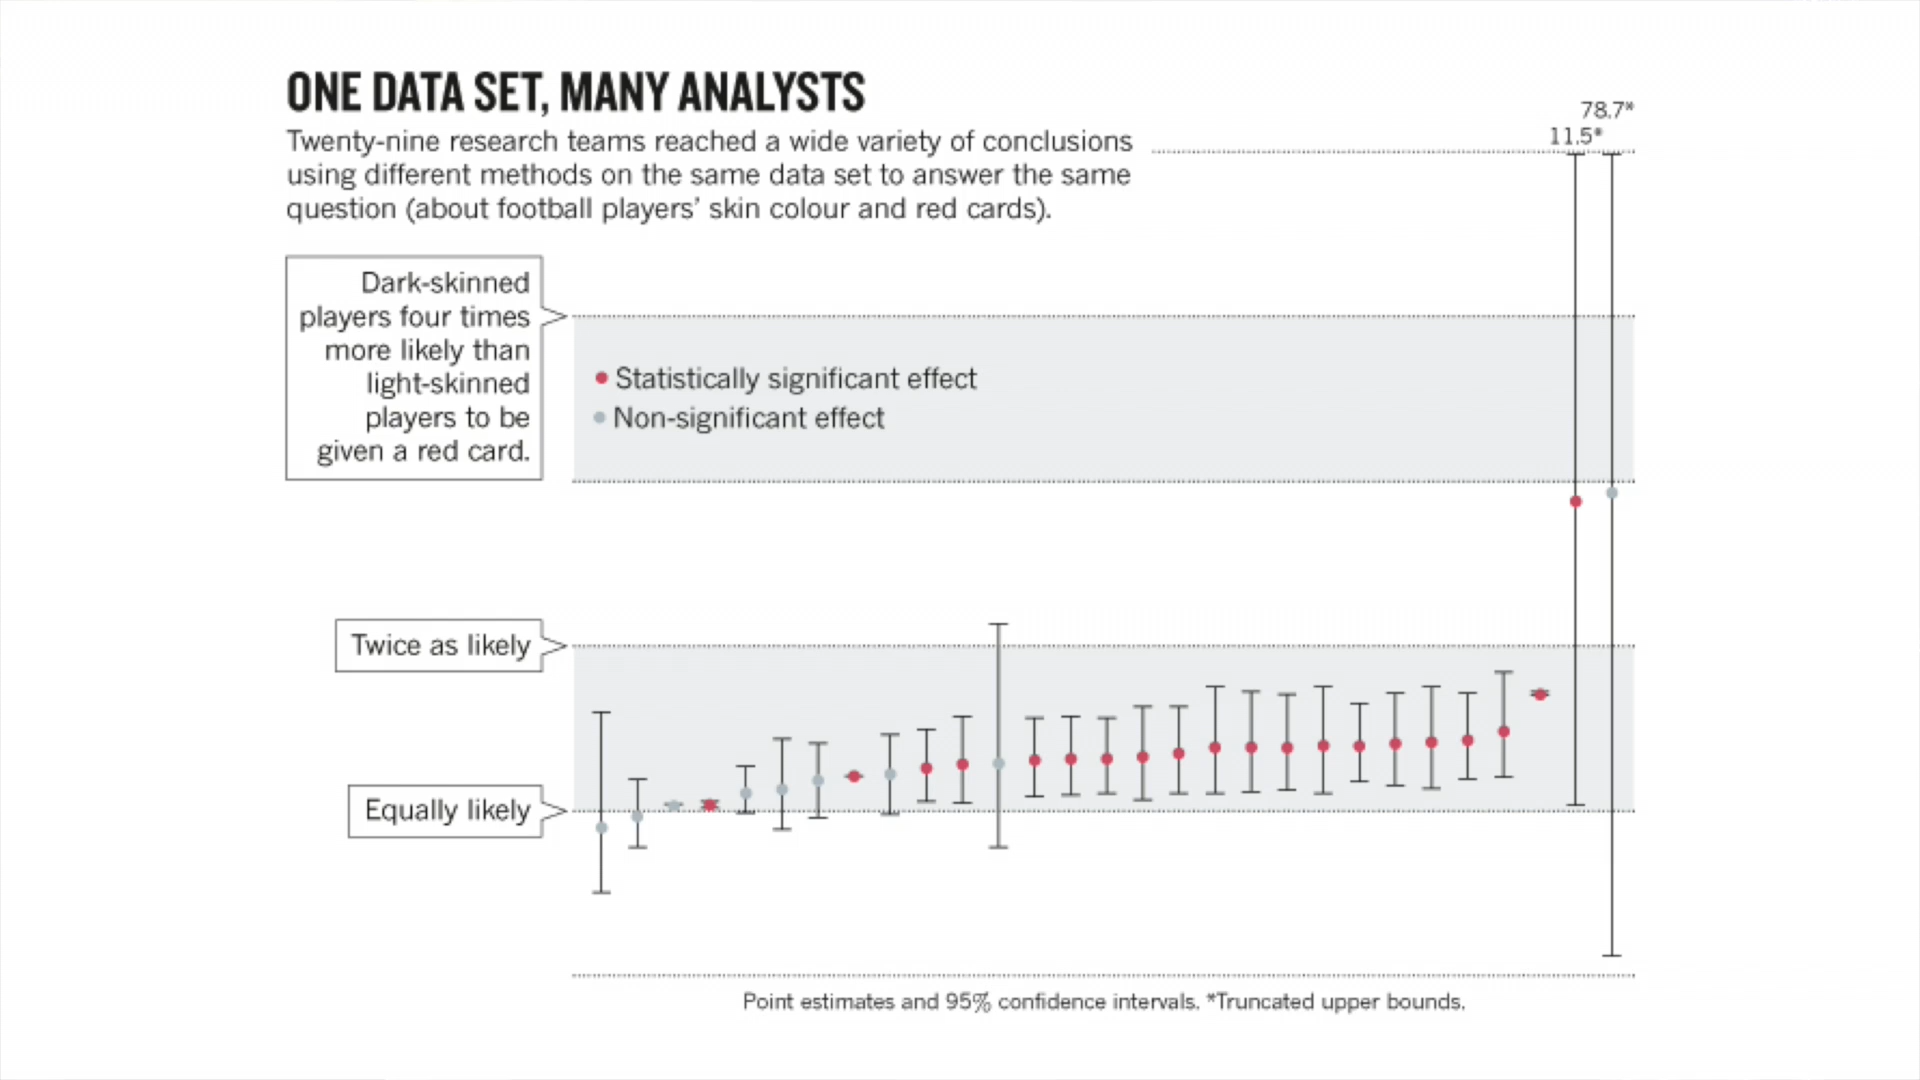 ONE DATA SET, MANY ANALYSTS
Twenty-nine research teams reached a wide variety of conclusions
using different methods on the same data set to answer the same
question (about football players’ skin colour and red cards).
78.7*
11.5*
Dark-skinned
players four times
more likely than
light-skinned
players to be
given a red card.
Statistically significant effect
Non-significant effect
Twice as likely
Equally likely
Point estimates and 95% confidence intervals. *Truncated upper bounds.